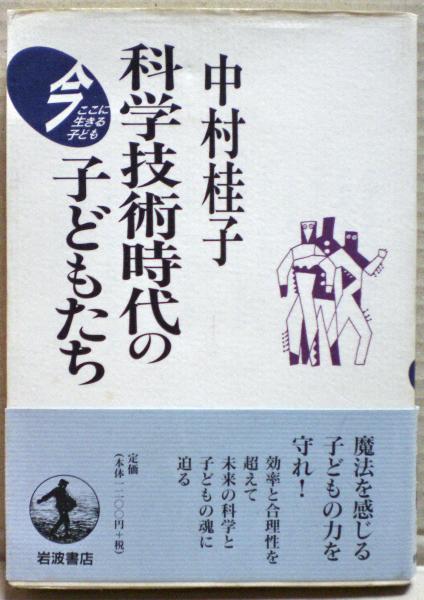 中村桂子
科学技術時代の
子どもたち
今
ここに
生きる
子ども
魔法を感じる
子どもの力を
守れ！
効率と合理性を
超えて
未来の科学と
子どもの魂に
迫る
定価
（本体一二〇〇円＋税）
岩波書店